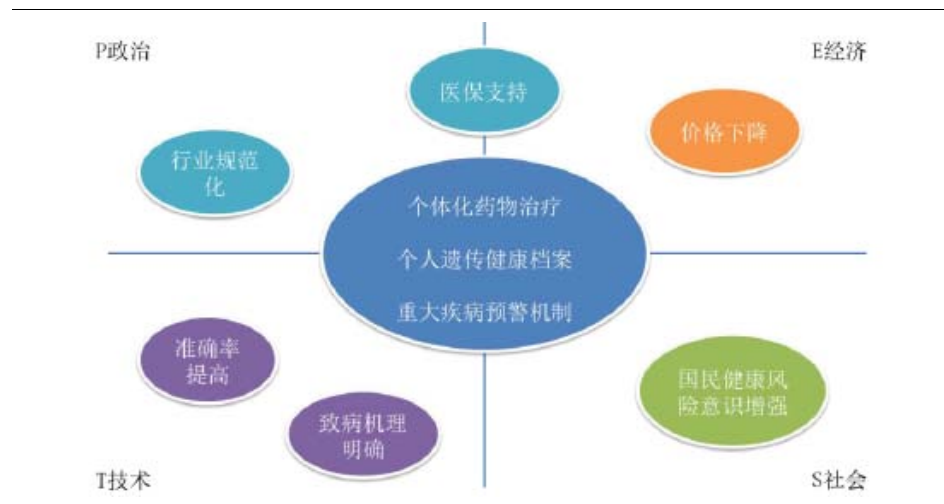 P政治
E经济
医保支持
价格下降
行业规范
化
个体化药物治疗
个人遗传健康档案
重大疾病预警机制
准确率
提高
国民健康风
险意识增强
致病机理
明确
T技术
S社会